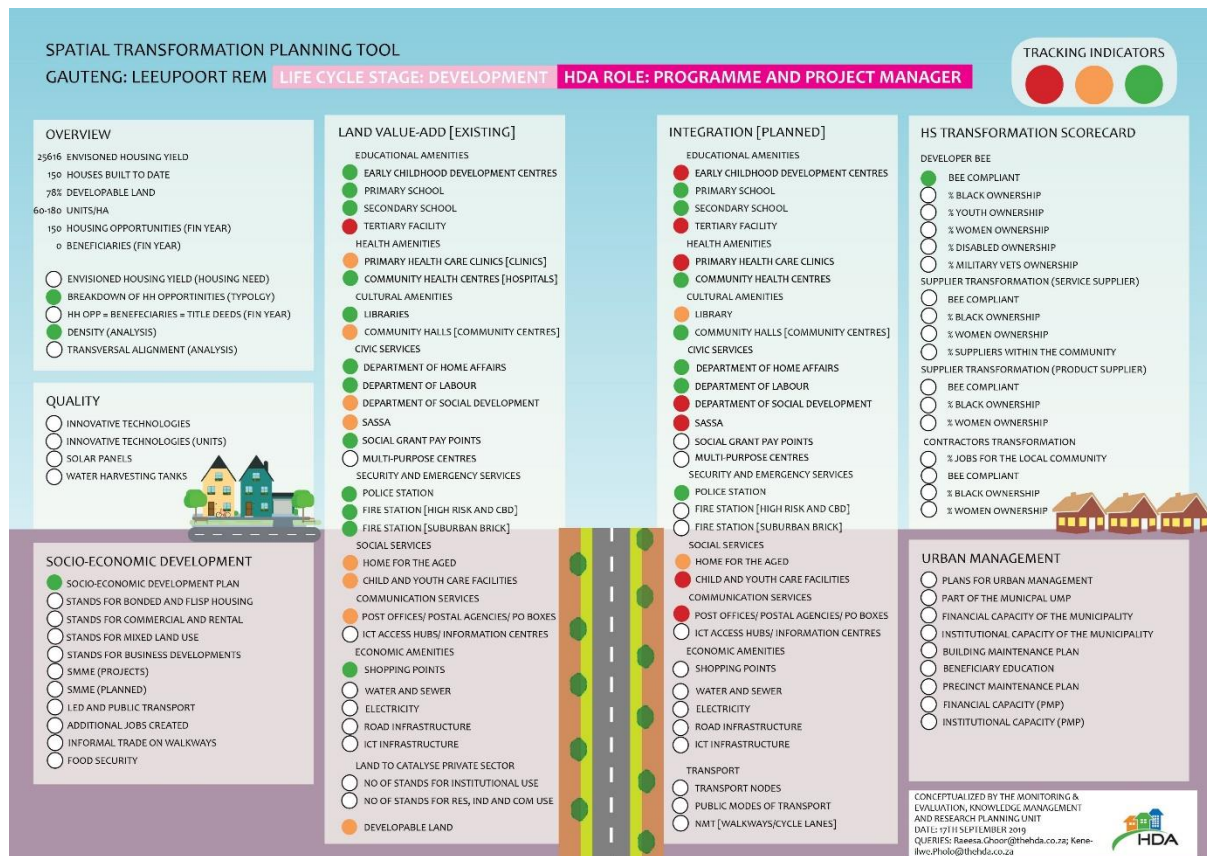 SPATIAL TRANSFORMATION PLANNING TOOL
GAUTENG: LEEUPOORT REM LIFE CYCLE STAGE: DEVELOPMENT HDA ROLE: PROGRAMME AND PROJECT MANAGER
TRACKING INDICATORS
OVERVIEW
25616 ENVISONED HOUSING YIELD
150 HOUSES BUILT TO DATE
78% DEVELOPABLE LAND
60-180 UNITS/HA
150 HOUSING OPPORTUNITIES (FIN YEAR)
0 BENEFICIARIES (FIN YEAR)
ENVISIONED HOUSING YIELD (HOUSING NEED)
BREAKDOWN OF HH OPPORTINITIES (TYPOLGY)
HH OPP = BENEFECIARIES = TITLE DEEDS (FIN YEAR)
DENSITY (ANALYSIS)
TRANSVERSAL ALIGNMENT (ANALYSIS)
QUALITY
INNOVATIVE TECHNOLOGIES
INNOVATIVE TECHNOLOGIES (UNITS)
SOLAR PANELS
WATER HARVESTING TANKS
SOCIO-ECONOMIC DEVELOPMENT
SOCIO-ECONOMIC DEVELOPMENT PLAN
STANDS FOR BONDED AND FLISP HOUSING
STANDS FOR COMMERCIAL AND RENTAL
STANDS FOR MIXED LAND USE
STANDS FOR BUSINESS DEVELOPMENTS
SMME (PROJECTS)
SMME (PLANNED)
LED AND PUBLIC TRANSPORT
ADDITIONAL JOBS CREATED
INFORMAL TRADE ON WALKWAYS
FOOD SECURITY
LAND VALUE-ADD [EXISTING]
EDUCATIONAL AMENITIES
EARLY CHILDHOOD DEVELOPMENT CENTRES
PRIMARY SCHOOL
SECONDARY SCHOOL
TERTIARY FACILITY
HEALTH AMENITIES
PRIMARY HEALTH CARE CLINICS [CLINICS]
COMMUNITY HEALTH CENTRES [HOSPITALS]
CULTURAL AMENITIES
LIBRARIES
COMMUNITY HALLS [COMMUNITY CENTRES]
CIVIC SERVICES
DEPARTMENT OF HOME AFFAIRS
DEPARTMENT OF LABOUR
DEPARTMENT OF SOCIAL DEVELOPMENT
SASSA
SOCIAL GRANT PAY POINTS
MULTI-PURPOSE CENTRES
SECURITY AND EMERGENCY SERVICES
POLICE STATION
FIRE STATION [HIGH RISK AND CBD]
FIRE STATION [SUBURBAN BRICK]
SOCIAL SERVICES
HOME FOR THE AGED
CHILD AND YOUTH CARE FACILITIES
COMMUNICATION SERVICES
POST OFFICES/ POSTAL AGENCIES/ PO BOXES
ICT ACCESS HUBS/ INFORMATION CENTRES
ECONOMIC AMENITIES
SHOPPING POINTS
WATER AND SEWER
ELECTRICITY
ROAD INFRASTRUCTURE
ICT INFRASTRUCTURE
LAND TO CATALYSE PRIVATE SECTOR
NO OF STANDS FOR INSTITUTIONAL USE
NO OF STANDS FOR RES, IND AND COM USE
DEVELOPABLE LAND
INTEGRATION [PLANNED]
EDUCATIONAL AMENITIES
EARLY CHILDHOOD DEVELOPMENT CENTRES
PRIMARY SCHOOL
SECONDARY SCHOOL
TERTIARY FACILITY
HEALTH AMENITIES
PRIMARY HEALTH CARE CLINICS
COMMUNITY HEALTH CENTRES
CULTURAL AMENITIES
LIBRARY
COMMUNITY HALLS [COMMUNITY CENTRES]
CIVIC SERVICES
DEPARTMENT OF HOME AFFAIRS
DEPARTMENT OF LABOUR
DEPARTMENT OF SOCIAL DEVELOPMENT
SASSA
SOCIAL GRANT PAY POINTS
MULTI-PURPOSE CENTRES
SECURITY AND EMERGENCY SERVICES
POLICE STATION
FIRE STATION [HIGH RISK AND CBD]
FIRE STATION [SUBURBAN BRICK]
SOCIAL SERVICES
HOME FOR THE AGED
CHILD AND YOUTH CARE FACILITIES
COMMUNICATION SERVICES
POST OFFICES/ POSTAL AGENCIES/ PO BOXES
ICT ACCESS HUBS/ INFORMATION CENTRES
ECONOMIC AMENITIES
SHOPPING POINTS
WATER AND SEWER
ELECTRICITY
ROAD INFRASTRUCTURE
ICT INFRASTRUCTURE
TRANSPORT
TRANSPORT NODES
PUBLIC MODES OF TRANSPORT
NMT [WALKWAYS/CYCLE LANES]
HS TRANSFORMATION SCORECARD
DEVELOPER BEE
BEE COMPLIANT
% BLACK OWNERSHIP
% YOUTH OWNERSHIP
% WOMEN OWNERSHIP
% DISABLED OWNERSHIP
% MILITARY VETS OWNERSHIP
SUPPLIER TRANSFORMATION (SERVICE SUPPLIER)
BEE COMPLIANT
% BLACK OWNERSHIP
% WOMEN OWNERSHIP
% SUPPLIERS WITHIN THE COMMUNITY
SUPPLIER TRANSFORMATION (PRODUCT SUPPLIER)
BEE COMPLIANT
% BLACK OWNERSHIP
% WOMEN OWNERSHIP
CONTRACTORS TRANSFORMATION
% JOBS FOR THE LOCAL COMMUNITY
BEE COMPLIANT
% BLACK OWNERSHIP
% WOMEN OWNERSHIP
URBAN MANAGEMENT
PLANS FOR URBAN MANAGEMENT
PART OF THE MUNICPAL UMP
FINANCIAL CAPACITY OF THE MUNICIPALITY
INSTITUTIONAL CAPACITY OF THE MUNICIPALITY
BUILDING MAINTENANCE PLAN
BENEFICIARY EDUCATION
PRECINCT MAINTENANCE PLAN
FINANCIAL CAPACITY (PMP)
INSTITUTIONAL CAPACITY (PMP)
CONCEPTUALIZED BY THE MONITORING &
EVALUATION, KNOWLEDGE MANAGEMENT
AND RESEARCH PLANNING UNIT
DATE: 17TH SEPTEMBER 2019
QUERIES: Raeesa.Ghoor@thehda.co.za; Kene-
ilwe.Pholo@thehda.co.za
HDA